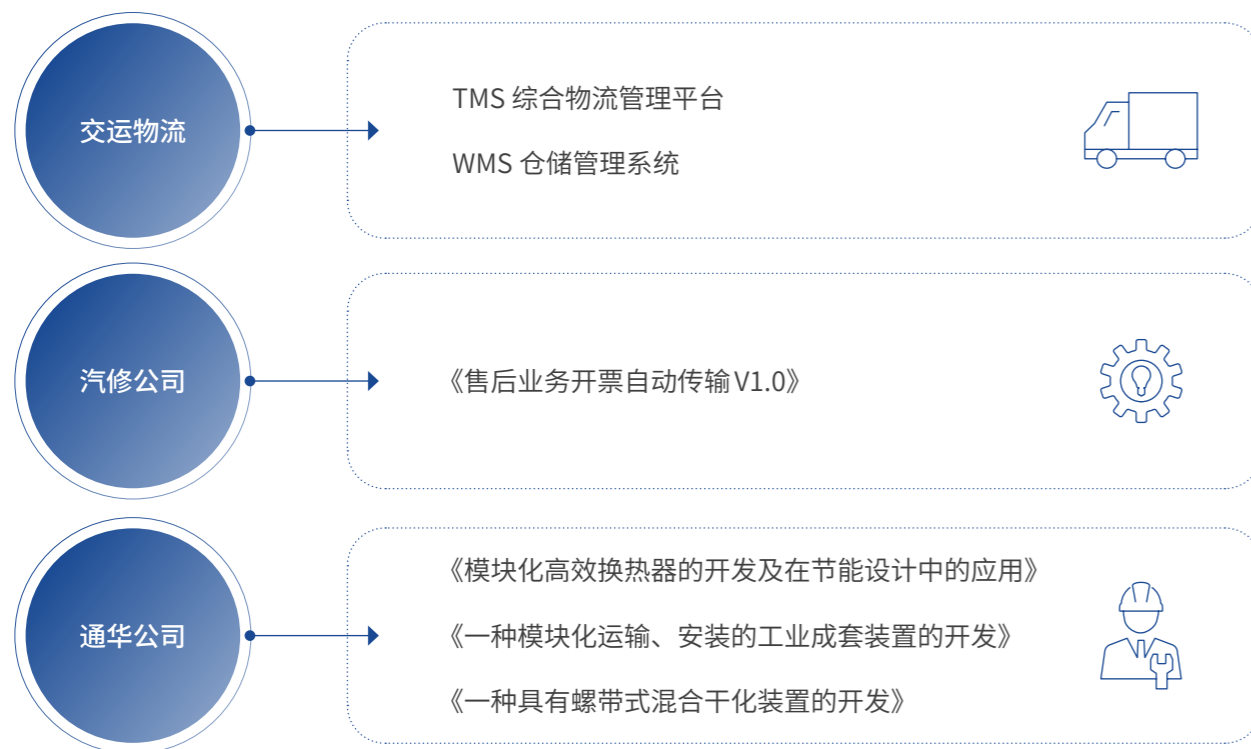 交运物流
TMS 综合物流管理平台
WMS 仓储管理系统
汽修公司
《售后业务开票自动传输 V1.0》
通华公司
《模块化高效换热器的开发及在节能设计中的应用》
《一种模块化运输、安装的工业成套装置的开发》
《一种具有螺带式混合干化装置的开发》